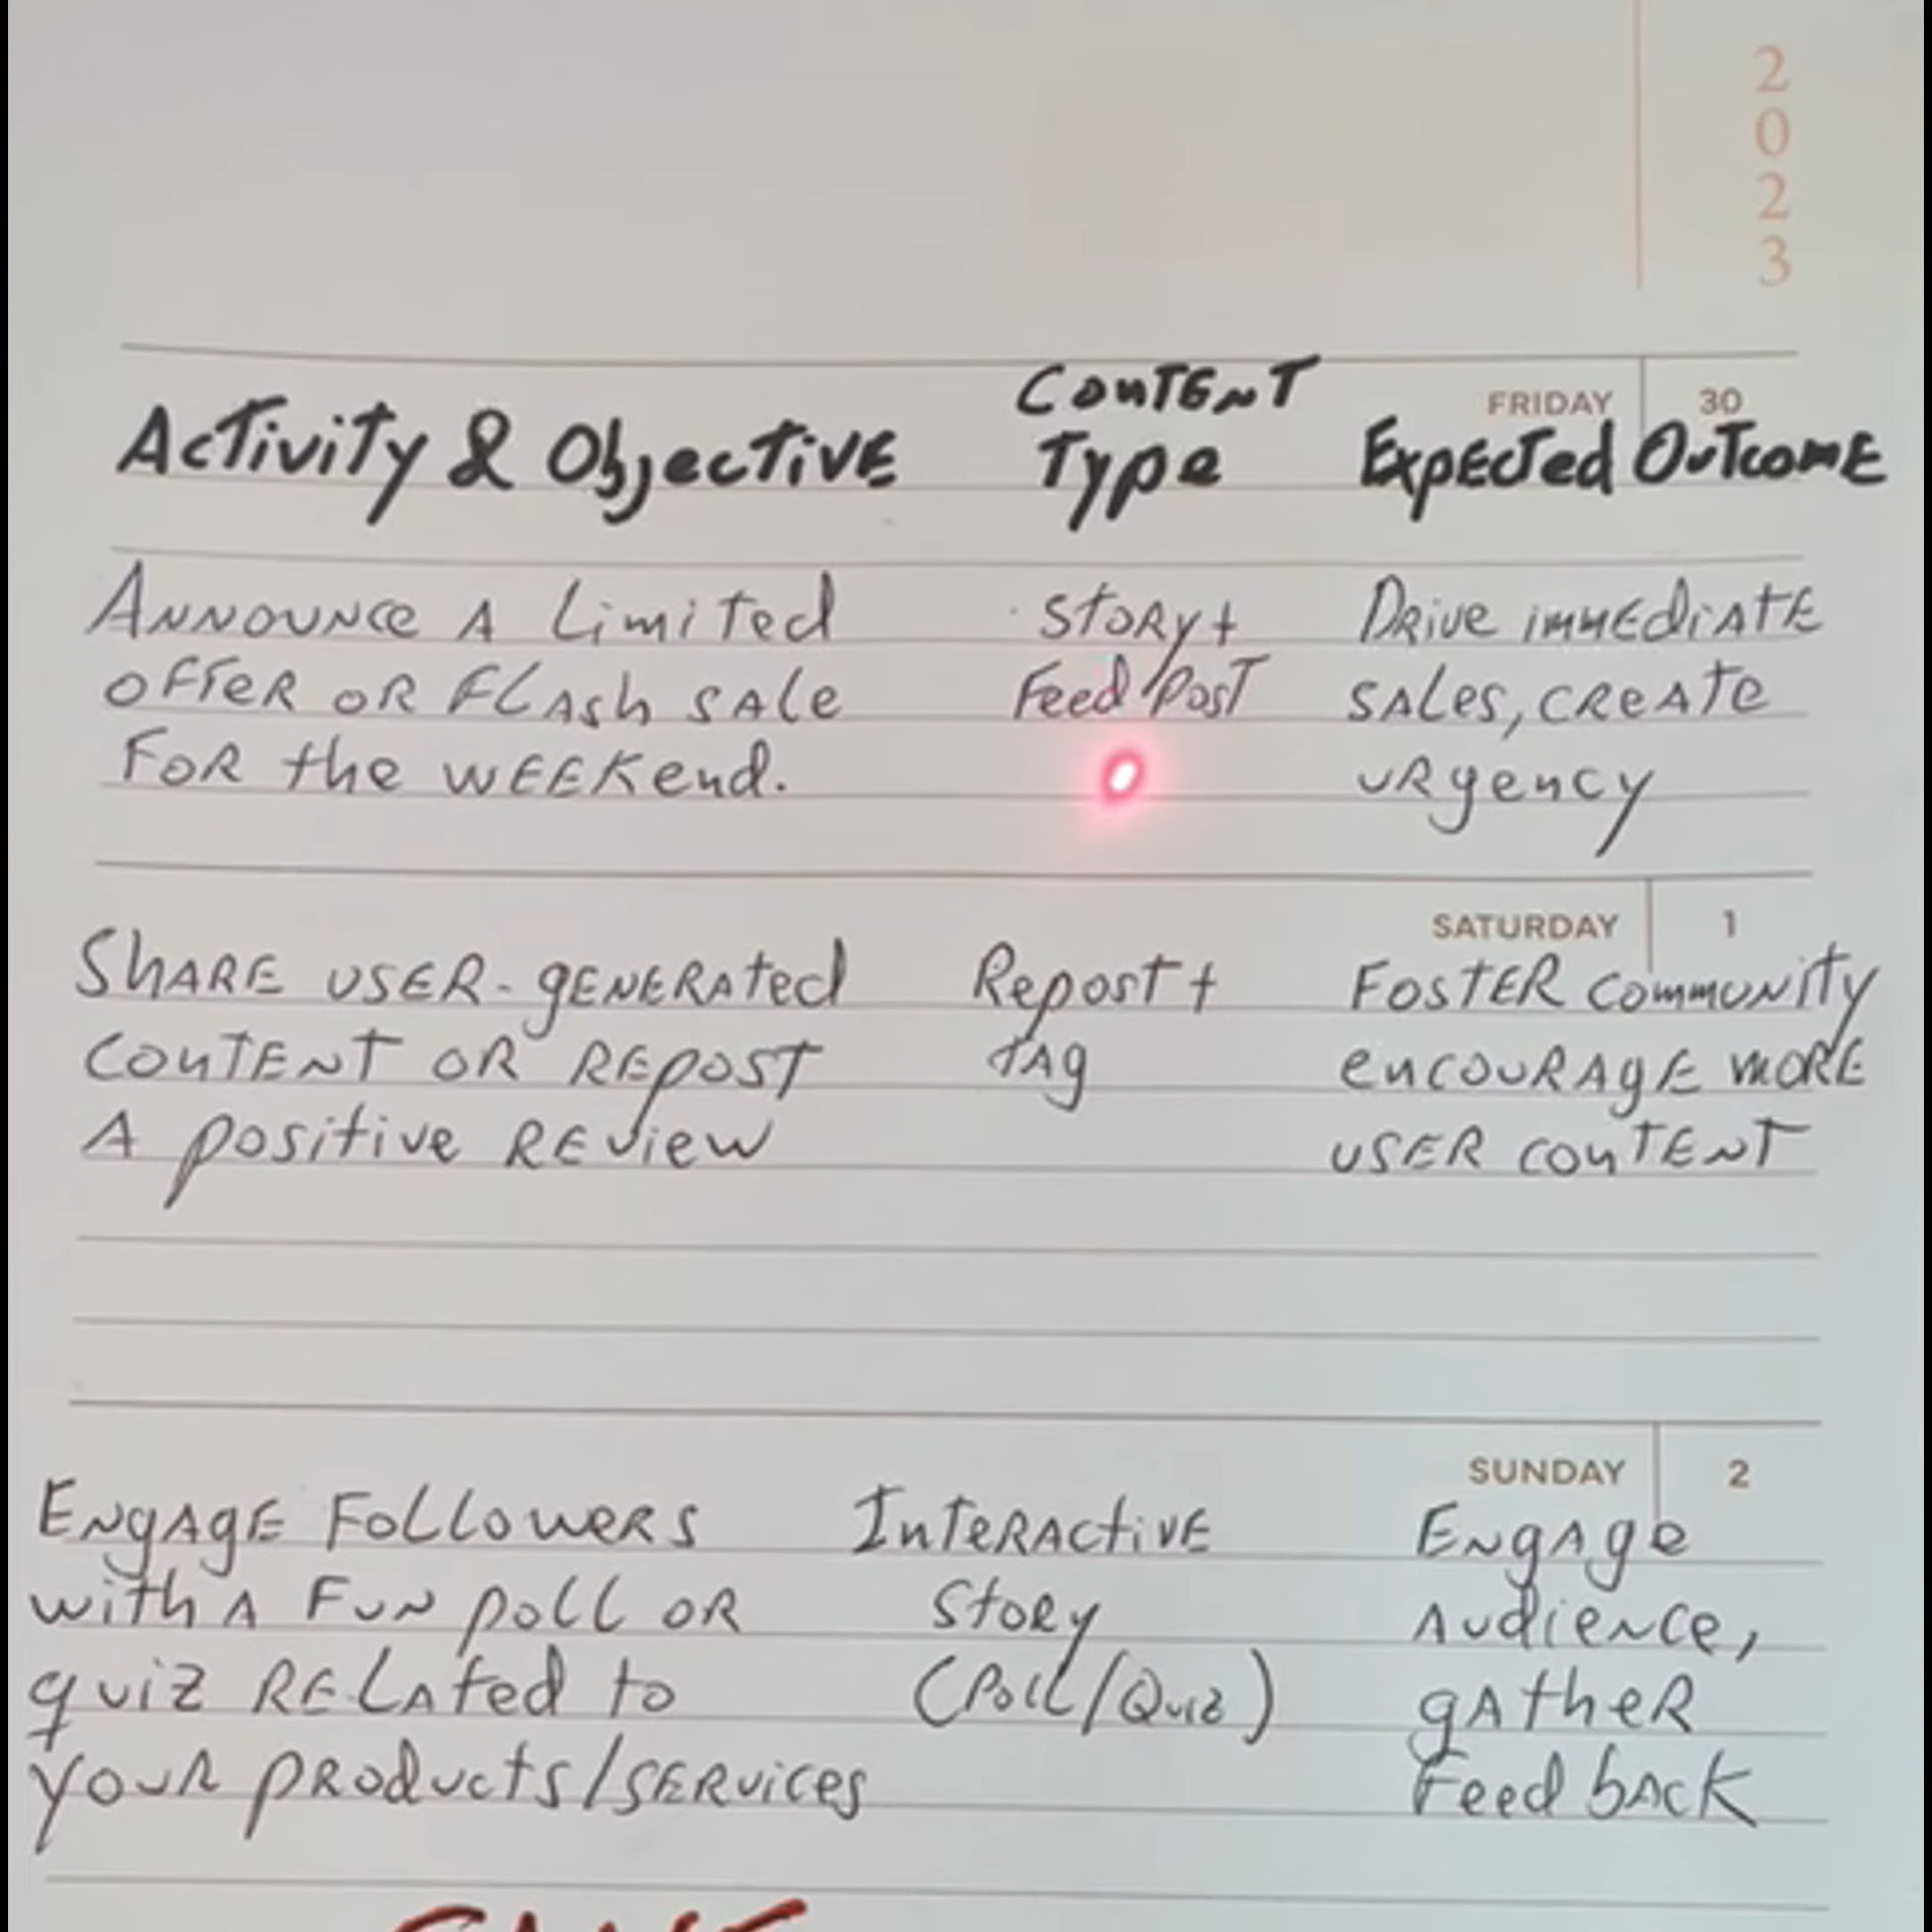 2
0
2
3
FRIDAY 30
Activity & Objective
Content Type
Expected Outcome
Announce a limited
offer or flash sale
for the weekend.
Story +
Feed/Post
Drive immediate
sales, create
urgency
SATURDAY 1
Share user-generated
content or repost
a positive review
Repost +
Tag
Foster community
encourage more
user content
SUNDAY 2
Engage followers
with a fun poll or
quiz related to
your products/services
Interactive
Story
(Poll/Quiz)
Engage
audience,
gather
feedback